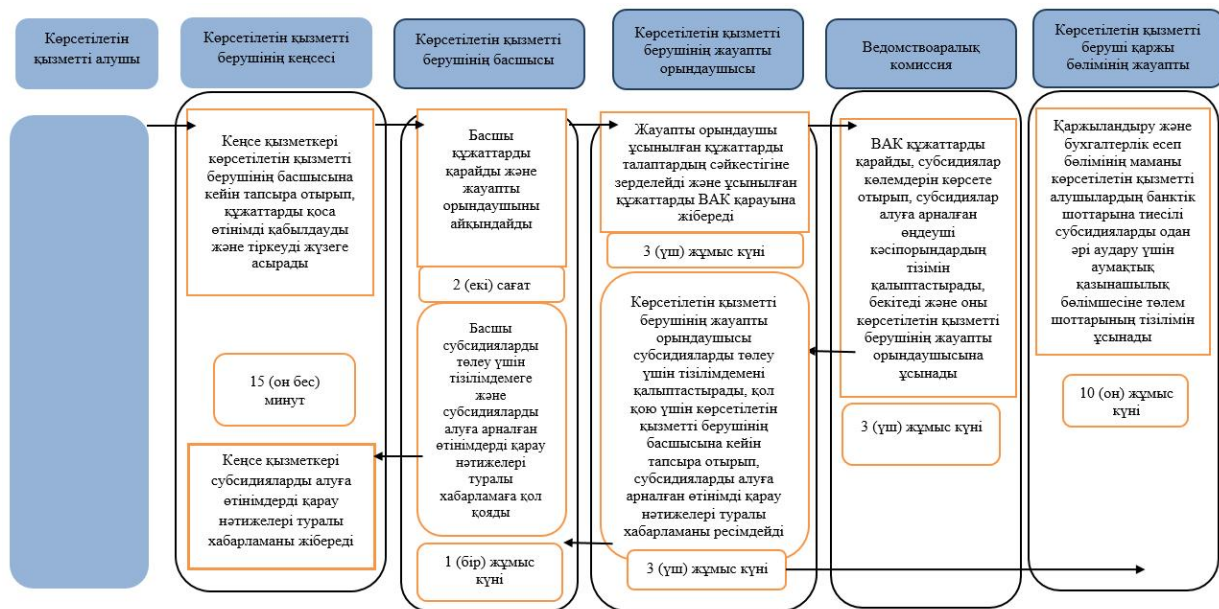 Көрсетілетін
қызметті алушы
Көрсетілетін қызметті
берушінің кеңсесі
Көрсетілетін қызметті
берушінің басшысы
Көрсетілетін қызметті
берушінің жауапты
орындаушысы
Ведомствоаралық
комиссия
Көрсетілетін қызметті
беруші қаржы
бөлімінің жауапты
Кеңсе қызметкері
көрсетілетін қызметті
берушінің басшысына
кейін тапсыра отырып,
құжаттарды қоса
өтінімді қабылдауды
және тіркеуді жүзеге
асырады
15 (он бес)
минут
Кеңсе қызметкері
субсидияларды алуға
өтінімдерді қарау
нәтижелері туралы
хабарламаны жібереді
Басшы
құжаттарды
қарайды және
жауапты
орындаушыны
айқындайды
2 (екі) сағат
Басшы
субсидияларды
төлеу үшін
тізілімдемеге
және
субсидияларды
алуға арналған
өтінімдерді қарау
нәтижелері
туралы
хабарламаға қол
қояды
1 (бір) жұмыс
күні
Жауапты орындаушы
ұсынылған құжаттарды
талаптардың сәйкестігіне
зерделейді және ұсынылған
құжаттарды ВАК қарауына
жібереді
3 (үш) жұмыс күні
Көрсетілетін қызметті
берушінің жауапты
орындаушысы
субсидияларды төлеу
үшін тізілімдемені
қалыптастырады, қол
қою үшін көрсетілетін
қызметті берушінің
басшысына кейін
тапсыра отырып,
субсидияларды алуға
арналған өтінімді қарау
нәтижелері туралы
хабарламаны ресімдейді
3 (үш) жұмыс күні
ВАК құжаттарды
қарайды, субсидиялар
көлемдерін көрсете
отырып, субсидиялар
алуға арналған
өңдеуші
кәсіпорындардың
тізімін
қалыптастырады,
бекітеді және оны
көрсетілетін қызметті
берушінің жауапты
орындаушысына
ұсынады
3 (үш) жұмыс күні
Қаржыландыру және
бухгалтерлік есеп
бөлімінің маманы
көрсетілетін қызметті
алушылардың банктік
шоттарына тиесілі
субсидияларды одан
әрі аудару үшін
аумақтық
қазынашылық
бөлімшесіне төлем
шоттарының тізілімін
ұсынады
10 (он) жұмыс
күні